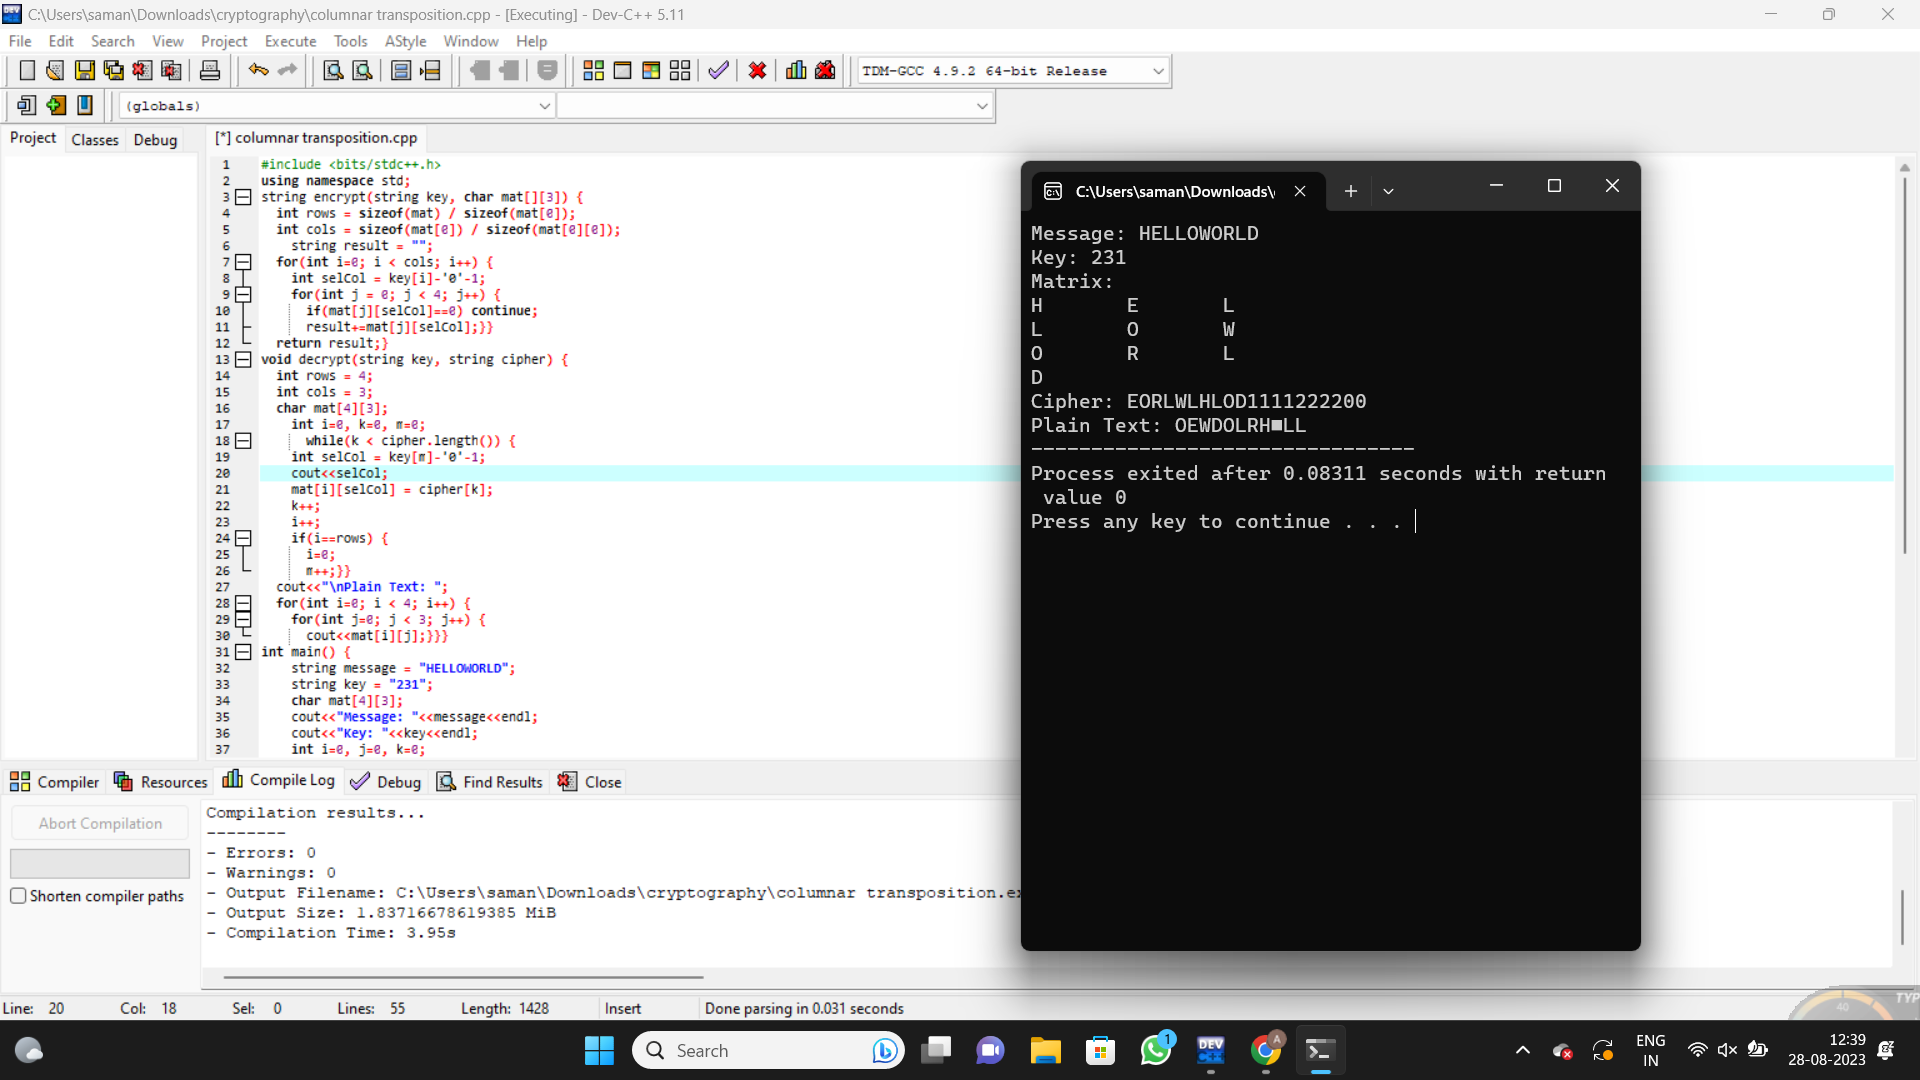 C:\Users\saman\Downloads\cryptography\columnar transposition.cpp - [Executing] - Dev-C++ 5.11
File Edit Search View Project Execute Tools AStyle Window Help
TDM-GCC 4.9.2 64-bit Release
(globals)
Project Classes Debug
[*] columnar transposition.cpp
1 #include <bits/stdc++.h>
2 using namespace std;
3 string encrypt(string key, char mat[][3]) {
4 int rows = sizeof(mat) / sizeof(mat[0]);
5 int cols = sizeof(mat[0]) / sizeof(mat[0][0]);
6 string result = "";
7 for(int i=0; i < cols; i++) {
8 int selCol = key[i]-'0'-1;
9 for(int j = 0; j < 4; j++) {
10 if(mat[j][selCol]==0) continue;
11 result+=mat[j][selCol];}}
12 return result;}
13 void decrypt(string key, string cipher) {
14 int rows = 4;
15 int cols = 3;
16 char mat[4][3];
17 int i=0, k=0, m=0;
18 while(k < cipher.length()) {
19 int selCol = key[m]-'0'-1;
20 cout<<selCol;
21 mat[i][selCol] = cipher[k];
22 k++;
23 i++;
24 if(i==rows) {
25 i=0;
26 m++;}}
27 cout<<"\nPlain Text: ";
28 for(int i=0; i < 4; i++) {
29 for(int j=0; j < 3; j++) {
30 cout<<mat[i][j];}}}
31 int main() {
32 string message = "HELLOWORLD";
33 string key = "231";
34 char mat[4][3];
35 cout<<"Message: "<<message<<endl;
36 cout<<"Key: "<<key<<endl;
37 int i=0, j=0, k=0;
C:\Users\saman\Downloads\
Message: HELLOWORLD
Key: 231
Matrix:
H E L
L O W
O R L
D
Cipher: EORLWLHLOD1111222200
Plain Text: OEWDOLRH■LL
--------------------------------
Process exited after 0.08311 seconds with return
value 0
Press any key to continue . . .
Compiler Resources Compile Log Debug Find Results Close
Abort Compilation
Shorten compiler paths
Compilation results...
--------
- Errors: 0
- Warnings: 0
- Output Filename: C:\Users\saman\Downloads\cryptography\columnar transposition.ex
- Output Size: 1.83716678619385 MiB
- Compilation Time: 3.95s
Line: 20 Col: 18 Sel: 0 Lines: 55 Length: 1428 Insert Done parsing in 0.031 seconds
40 TYP
Search
DEV
1
A
ENG
IN
12:39
28-08-2023